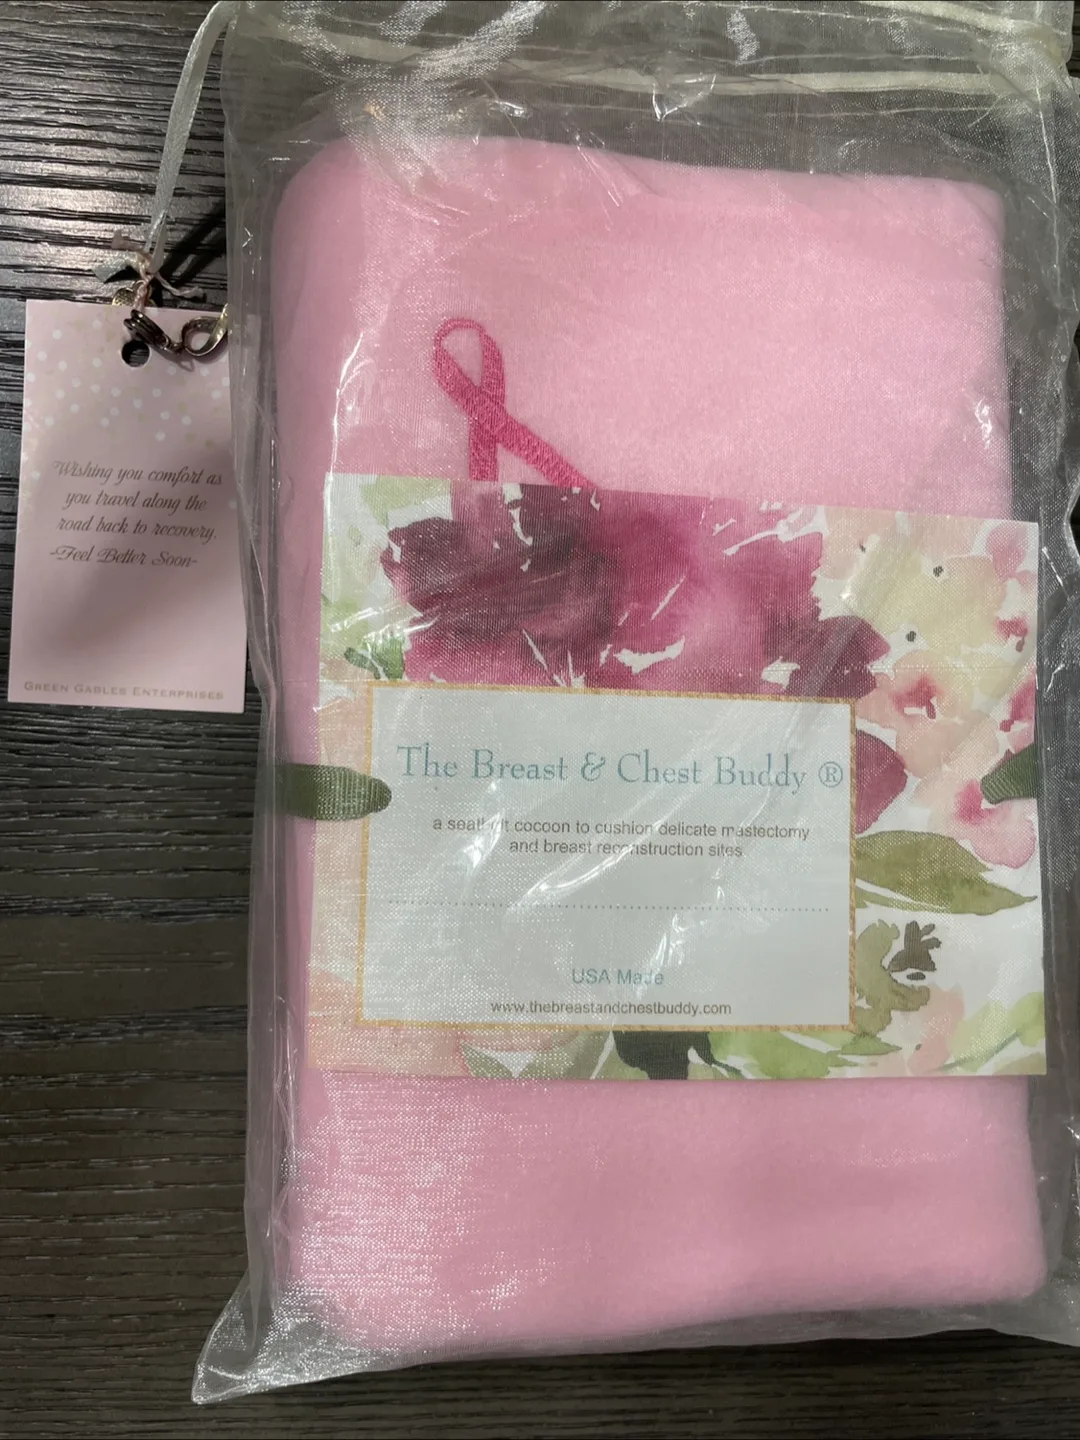 Wishing you comfort as
you travel along the
road back to recovery.
-Feel Better Soon-
GREEN GABLES ENTERPRISES
The Breast & Chest Buddy ®
a seatbelt cocoon to cushion delicate mastectomy
and breast reconstruction sites
USA Made
www.thebreastandchestbuddy.com